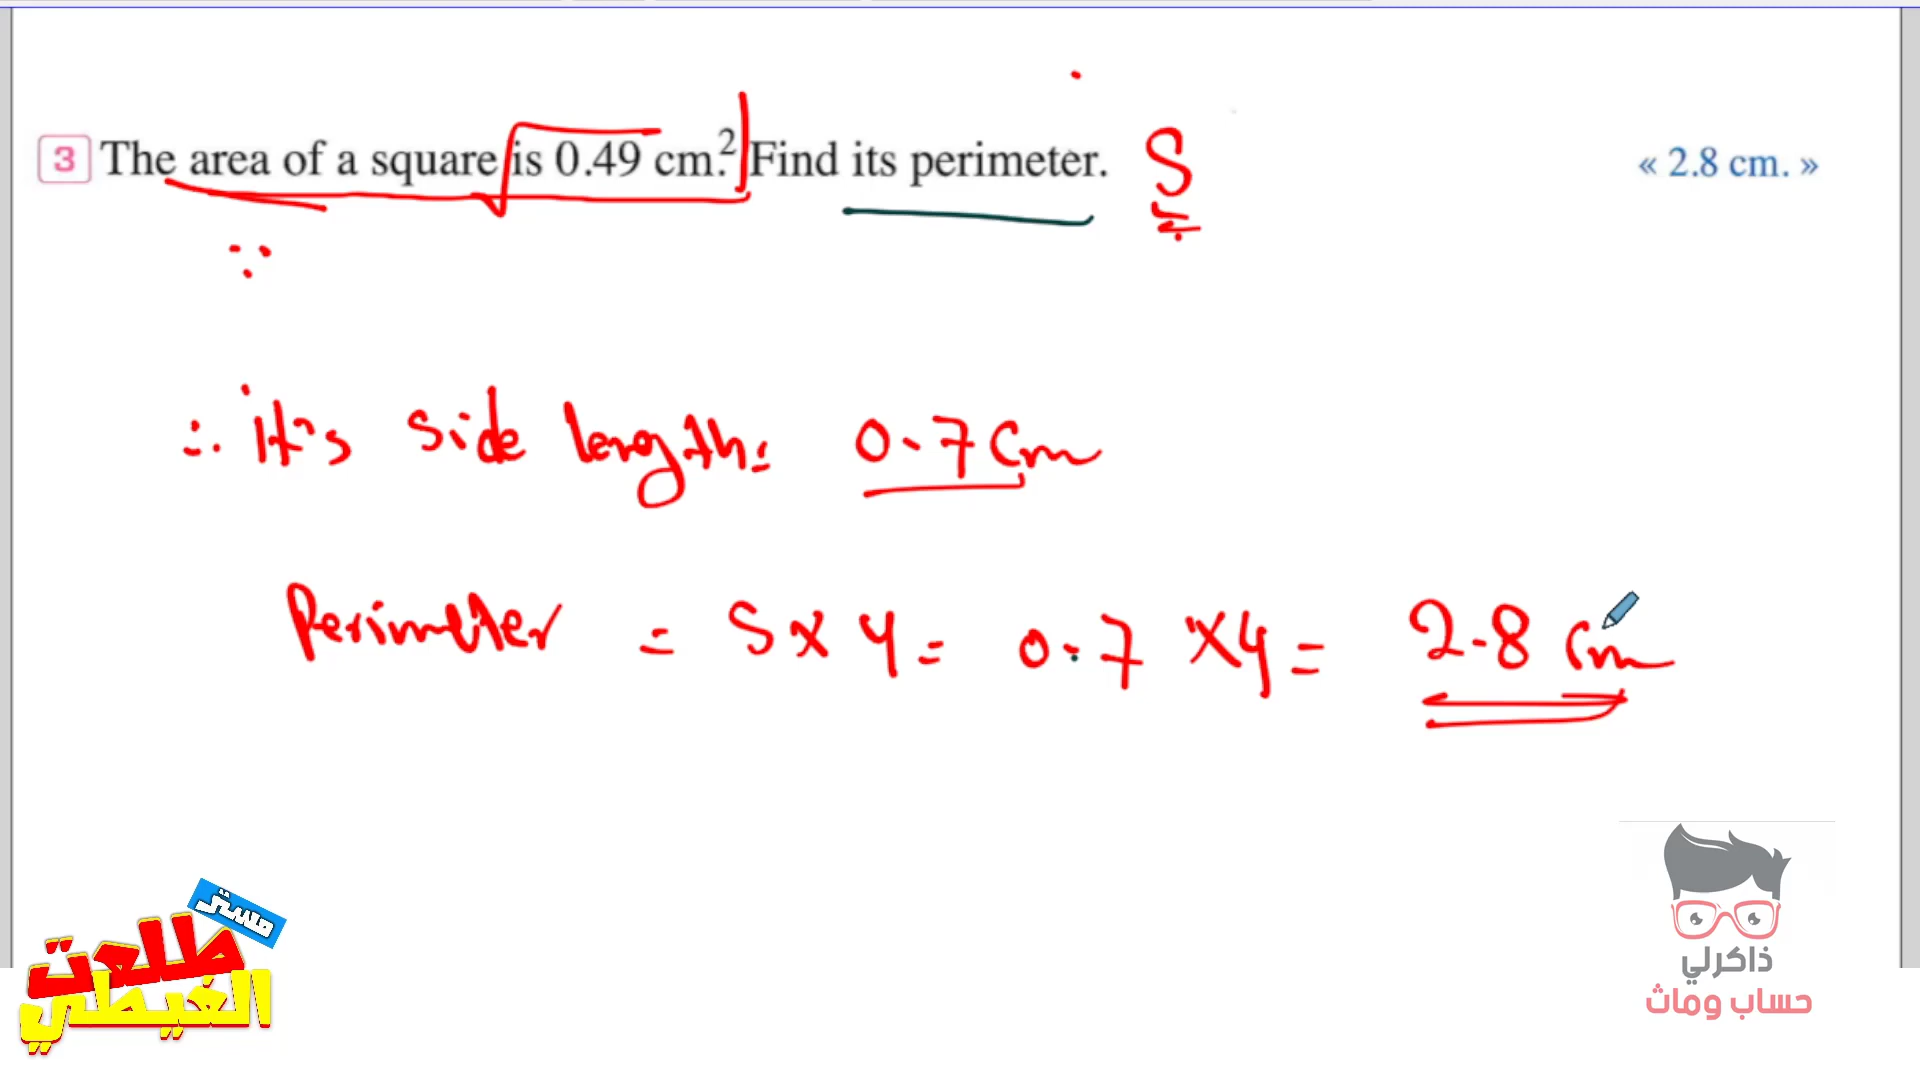 3 The area of a square is 0.49 cm.² Find its perimeter. « 2.8 cm. »
S
∵
∴ it's side length = 0.7 cm
Perimeter = S × 4 = 0.7 × 4 = 2.8 cm
مستر
طلعت
الغيطي
ذاكرلي
حساب وماث